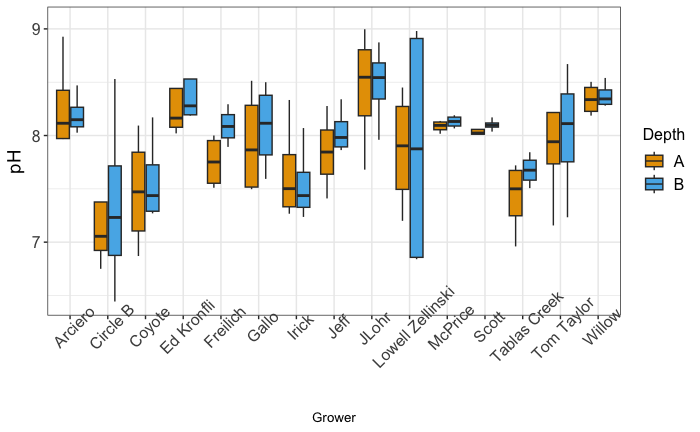 9
8
7
pH
Arciero
Circle B
Coyote
Ed Kronfli
Freilich
Gallo
Irick
Jeff
JLohr
Lowell Zellinski
McPrice
Scott
Tablas Creek
Tom Taylor
Willow
Grower
Depth
A
B